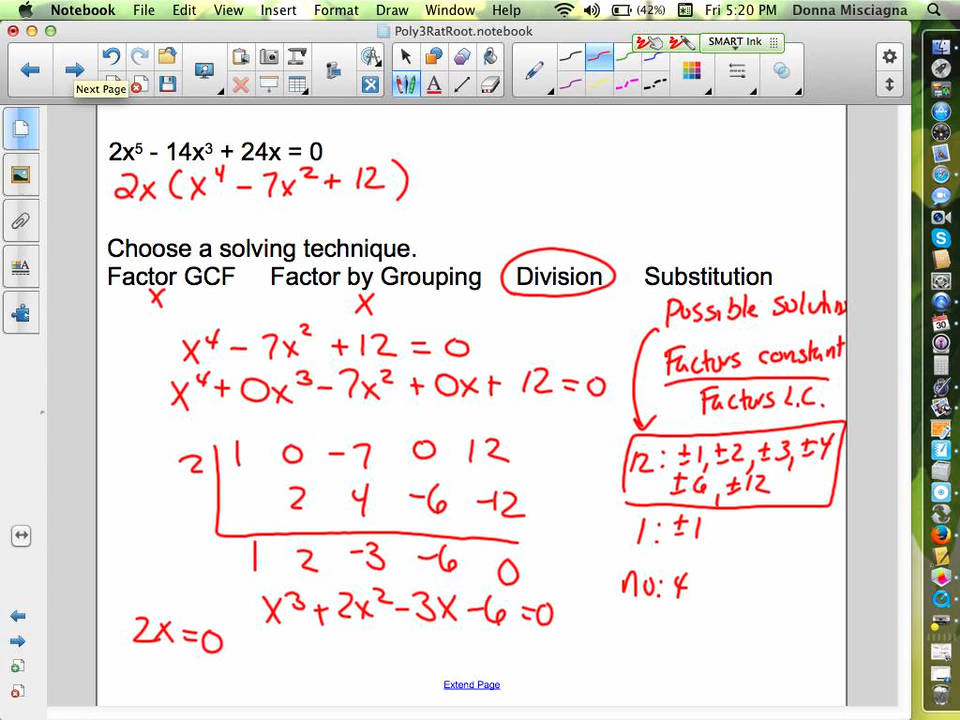 Notebook File Edit View Insert Format Draw Window Help (42%) Fri 5:20 PM Donna Misciagna
Poly3RatRoot.notebook
SMART Ink
Next Page
2x⁵ - 14x³ + 24x = 0
2x(x⁴ - 7x² + 12)
Choose a solving technique.
Factor GCF Factor by Grouping Division Substitution
x x
Possible solutns
x⁴ - 7x² + 12 = 0
Factors constant
x⁴ + 0x³ - 7x² + 0x + 12 = 0
Factors L.C.
2 1 0 -7 0 12
12: ±1, ±2, ±3, ±4
±6, ±12
2 4 -6 -12
1: ±1
1 2 -3 -6 0
no: 4
x³ + 2x² - 3x - 6 = 0
2x = 0
Extend Page